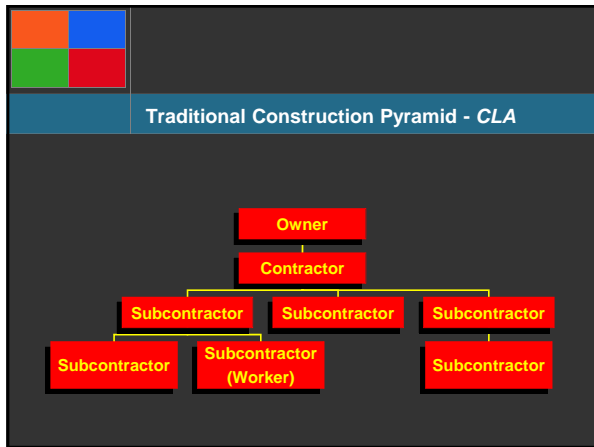 Traditional Construction Pyramid - CLA
Owner
Contractor
Subcontractor
Subcontractor
Subcontractor
Subcontractor
Subcontractor
(Worker)
Subcontractor